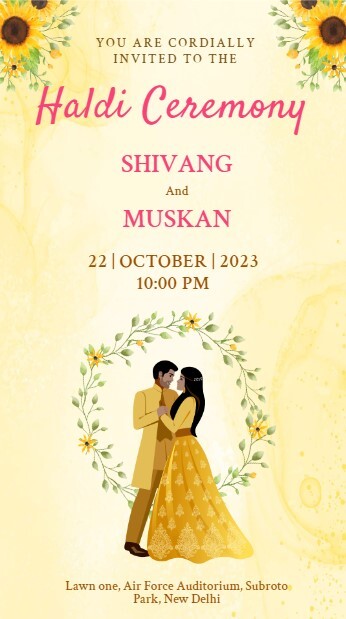 YOU ARE CORDIALLY
INVITED TO THE
Haldi Ceremony
SHIVANG
And
MUSKAN
22 | OCTOBER | 2023
10:00 PM
Lawn one, Air Force Auditorium, Subroto
Park, New Delhi